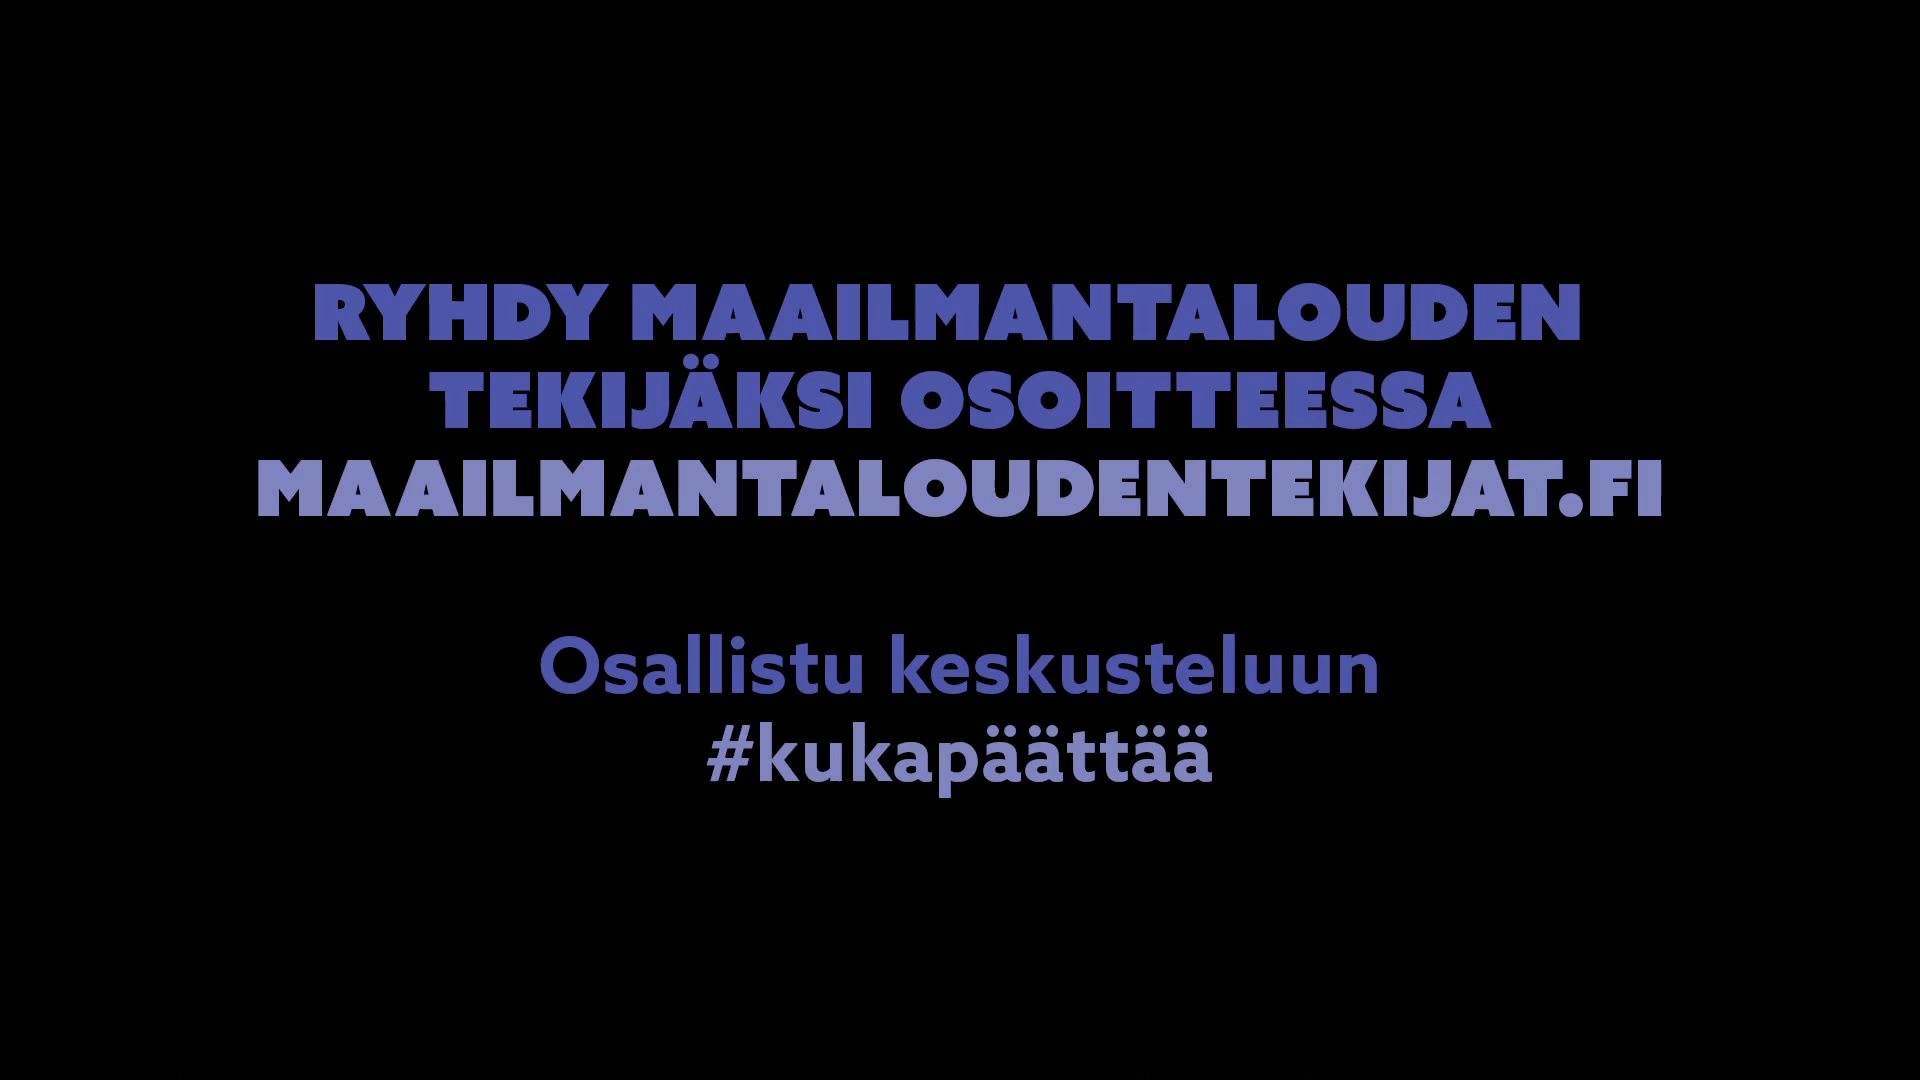 RYHDY MAAILMANTALOUDEN
TEKIJÄKSI OSOITTEESSA
MAAILMANTALOUDENTEKIJAT.FI
Osallistu keskusteluun
#kukapäättää